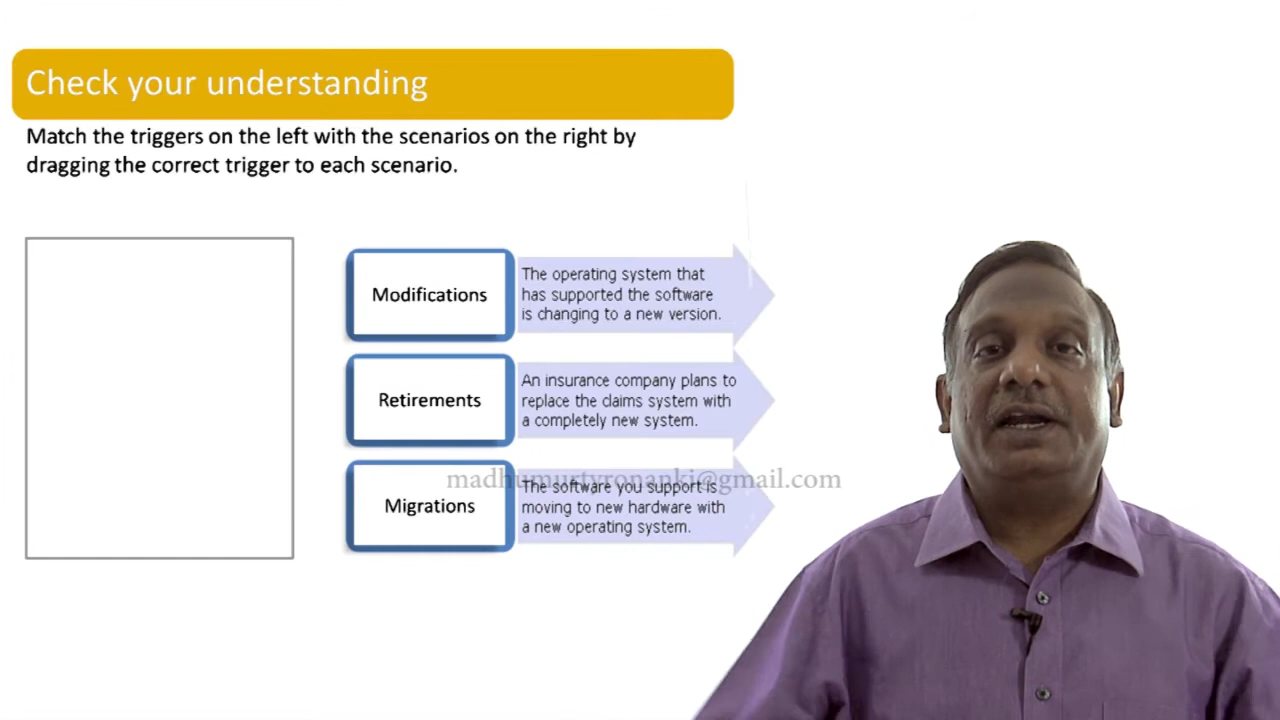 Check your understanding
Match the triggers on the left with the scenarios on the right by
dragging the correct trigger to each scenario.
Modifications
The operating system that
has supported the software
is changing to a new version.
Retirements
An insurance company plans to
replace the claims system with
a completely new system.
madhumurtyronanki@gmail.com
Migrations
The software you support is
moving to new hardware with
a new operating system.